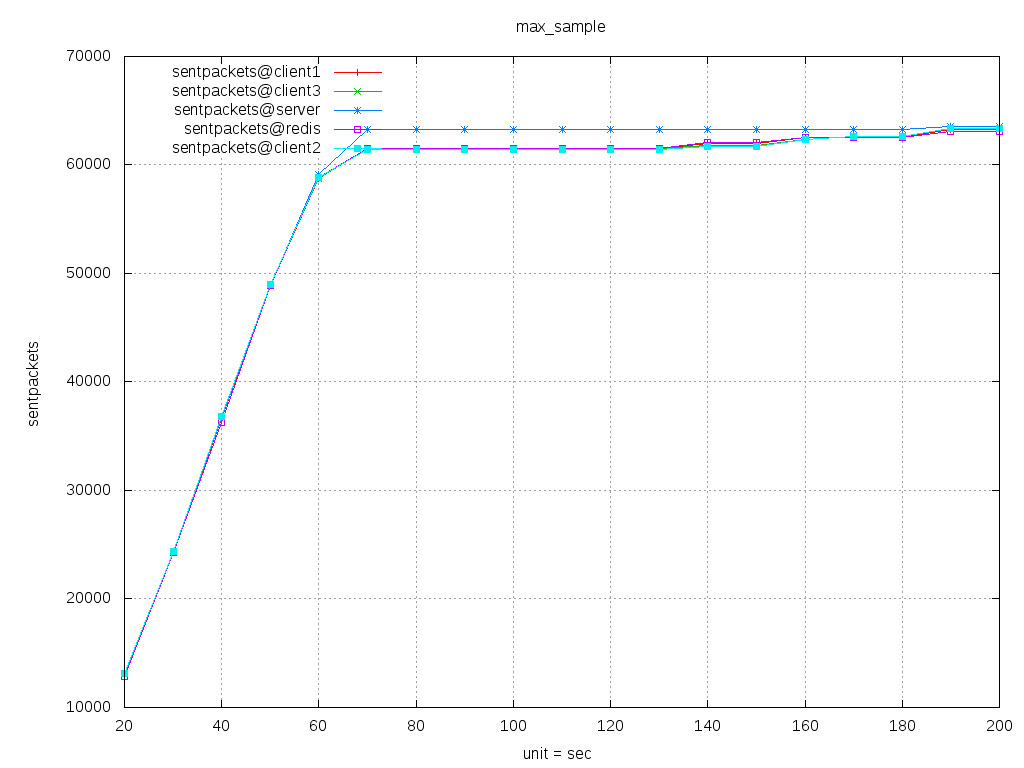 max_sample
70000
60000
50000
40000
30000
20000
10000
sentpackets
sentpackets@client1
sentpackets@client3
sentpackets@server
sentpackets@redis
sentpackets@client2
20 40 60 80 100 120 140 160 180 200
unit = sec